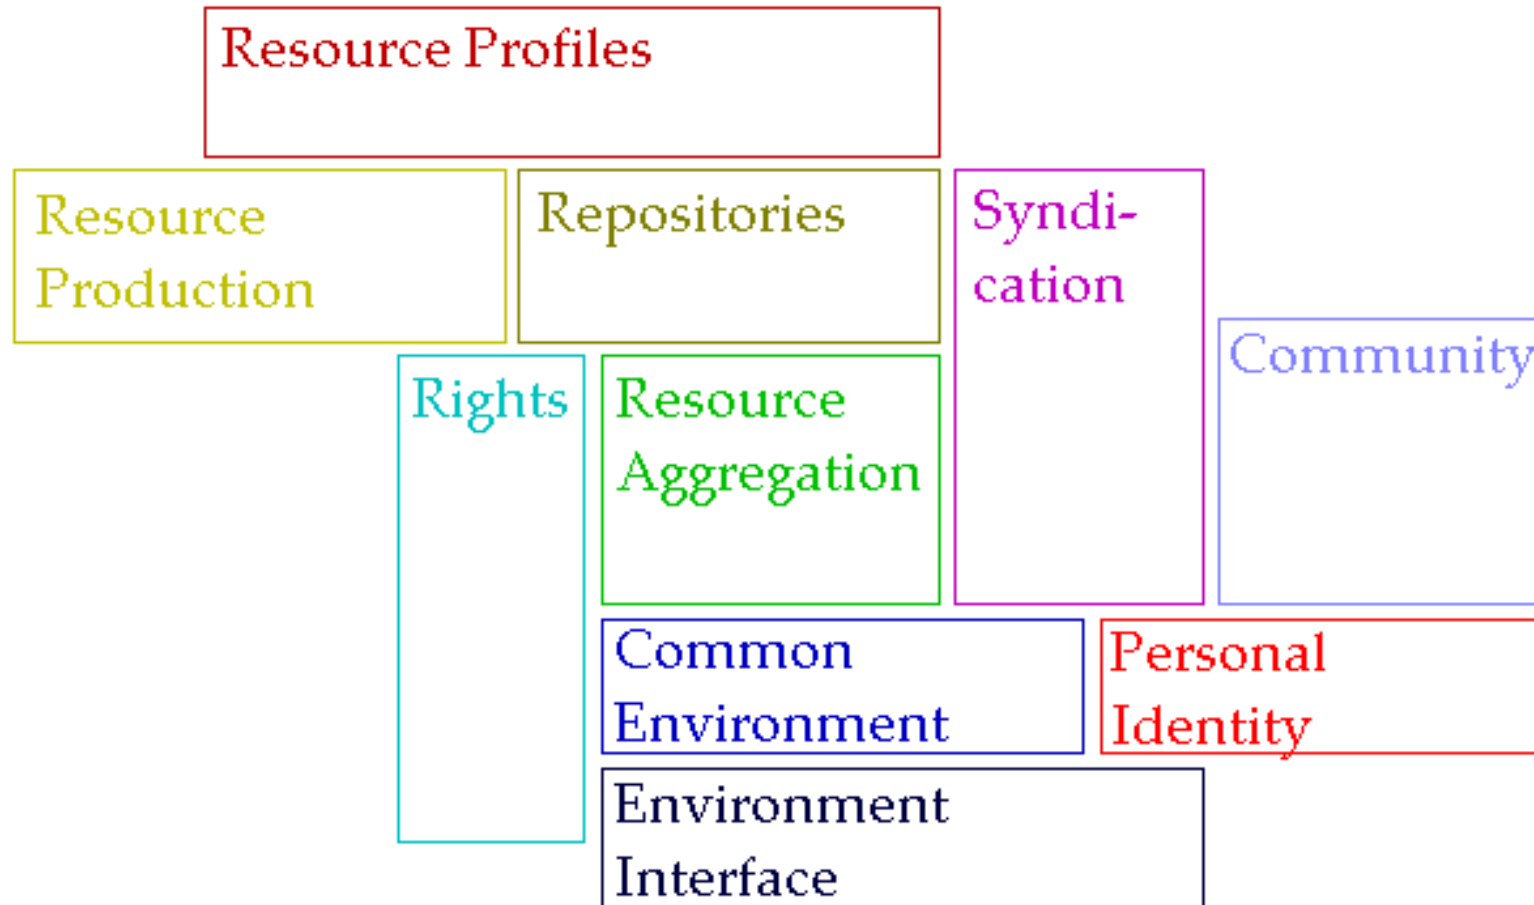 Resource Profiles
Resource
Production
Repositories
Syndi-
cation
Community
Rights
Resource
Aggregation
Common
Environment
Personal
Identity
Environment
Interface